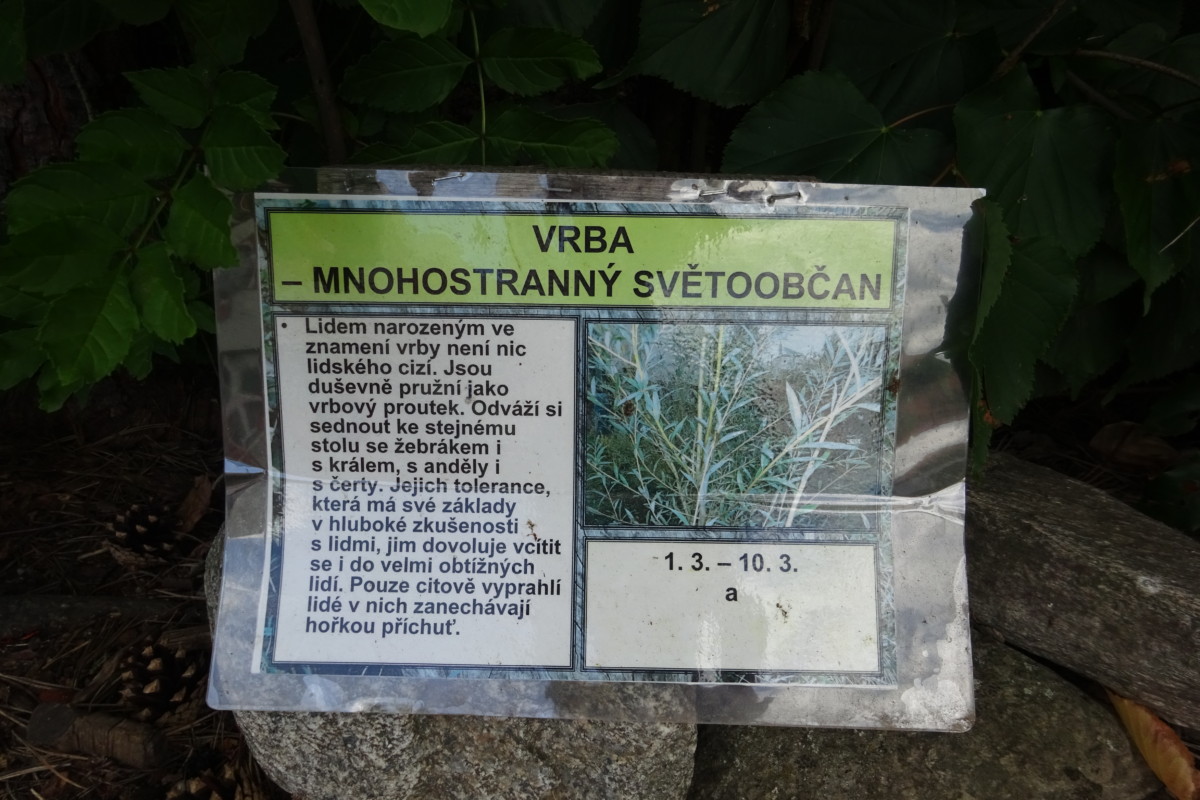 VRBA
– MNOHOSTRANNÝ SVĚTOOBČAN
• Lidem narozeným ve
znamení vrby není nic
lidského cizí. Jsou
duševně pružní jako
vrbový proutek. Odváží si
sednout ke stejnému
stolu se žebrákem i
s králem, s anděly i
s čerty. Jejich tolerance,
která má své základy
v hluboké zkušenosti
s lidmi, jim dovoluje vcítit
se i do velmi obtížných
lidí. Pouze citově vyprahlí
lidé v nich zanechávají
hořkou příchuť.
1. 3. – 10. 3.
a